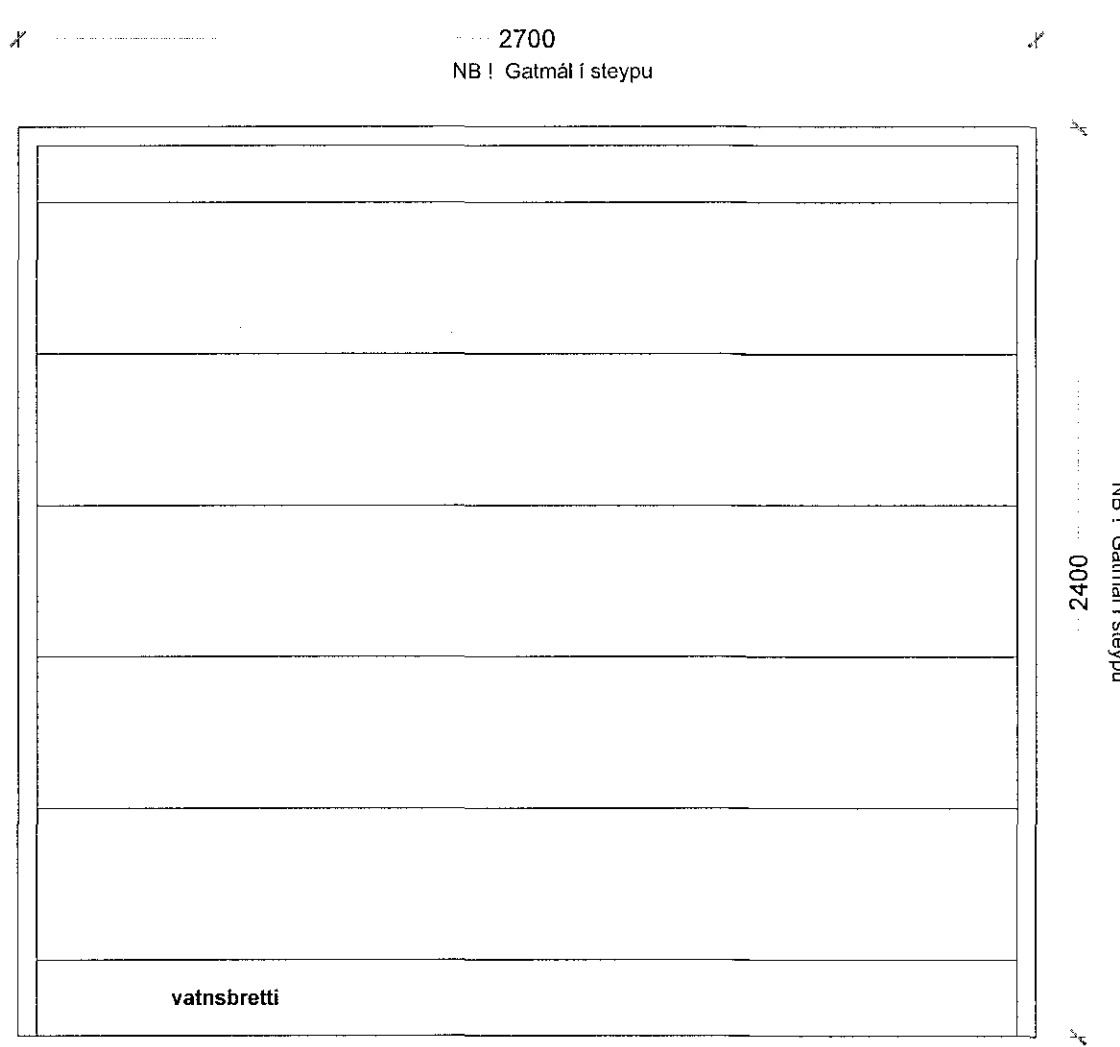 2700
NB ! Gatmál í steypu
2400
NB ! Gatmál í steypu
vatnsbretti